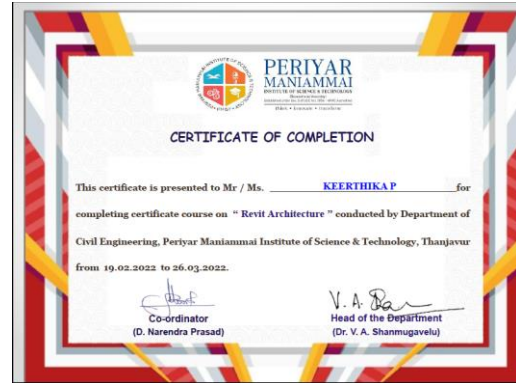 PERIYAR
MANIAMMAI
INSTITUTE OF SCIENCE & TECHNOLOGY
CERTIFICATE OF COMPLETION
This certificate is presented to Mr / Ms. KEERTHIKA P for
completing certificate course on “ Revit Architecture ” conducted by Department of
Civil Engineering, Periyar Maniammai Institute of Science & Technology, Thanjavur
from 19.02.2022 to 26.03.2022.
V. A.
Co-ordinator
(D. Narendra Prasad)
Head of the Department
(Dr. V. A. Shanmugavelu)